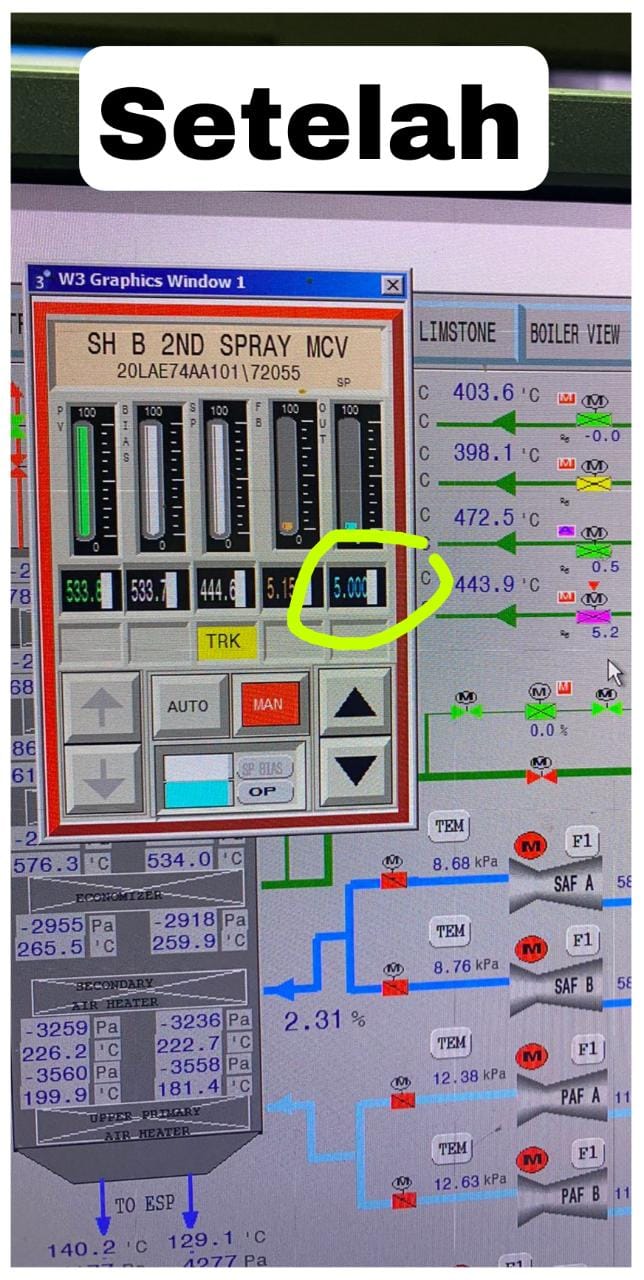 Setelah
W3 Graphics Window 1
SH B 2ND SPRAY MCV
20LAE74AA101\72055
SP
PV
BIAS
SP
FB
OUT
100
100
100
100
100
0
0
0
0
0
533.7
444.6
5.15
5.000
TRK
AUTO
MAN
SP BIAS
OP
LIMSTONE
BOILER VIEW
C 403.6 'C M M
C -0.0
398.1 'C M M
C
C 472.5 'C M
0.5
C 443.9 'C M M
5.2
M M M M
0.0 %
M
576.3 'C 534.0 'C
ECONOMIZER
-2955 Pa -2918 Pa
265.5 'C 259.9 'C
SECONDARY
AIR HEATER
-3259 Pa -3236 Pa
226.2 'C 222.7 'C
-3560 Pa -3558 Pa
199.9 'C 181.4 'C
UPPER PRIMARY
AIR HEATER
TO ESP
140.2 'C 129.1 'C
4277 Pa
2.31 %
TEM M F1
M 8.68 kPa SAF A
TEM M F1
M 8.76 kPa SAF B
TEM M F1
M 12.38 kPa PAF A
TEM M F1
M 12.63 kPa PAF B